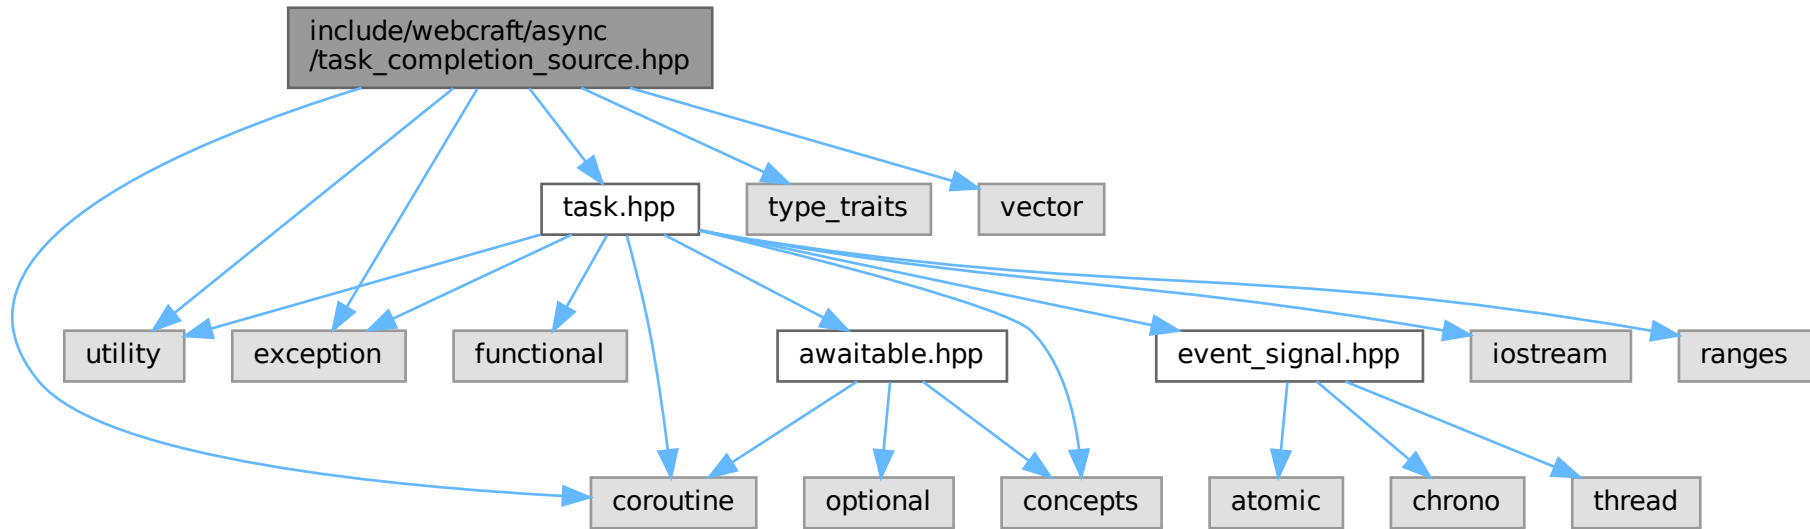 include/webcraft/async
/task_completion_source.hpp
task.hpp
type_traits
vector
utility
exception
functional
awaitable.hpp
event_signal.hpp
iostream
ranges
coroutine
optional
concepts
atomic
chrono
thread